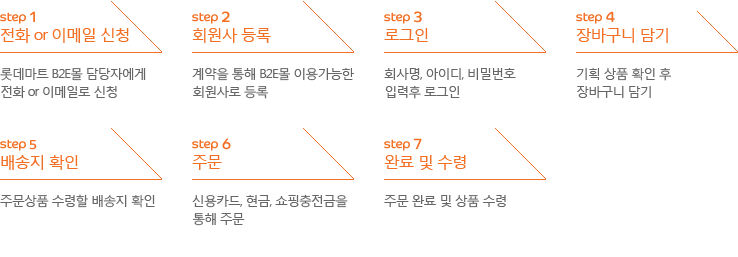 step 1
전화 or 이메일 신청
롯데마트 B2E몰 담당자에게
전화 or 이메일로 신청
step 2
회원사 등록
계약을 통해 B2E몰 이용가능한
회원사로 등록
step 3
로그인
회사명, 아이디, 비밀번호
입력후 로그인
step 4
장바구니 담기
기획 상품 확인 후
장바구니 담기
step 5
배송지 확인
주문상품 수령할 배송지 확인
step 6
주문
신용카드, 현금, 쇼핑충전금을
통해 주문
step 7
완료 및 수령
주문 완료 및 상품 수령